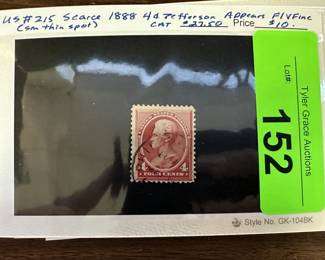 US# 215 Scarce 1888 4¢ Jefferson Appears F/VFine
(sm thin spot) CAT $27.50 Price $10.
Lot#:
152
Tyler Grace Auctions
FOUR CENTS
Style No. GK-104BK